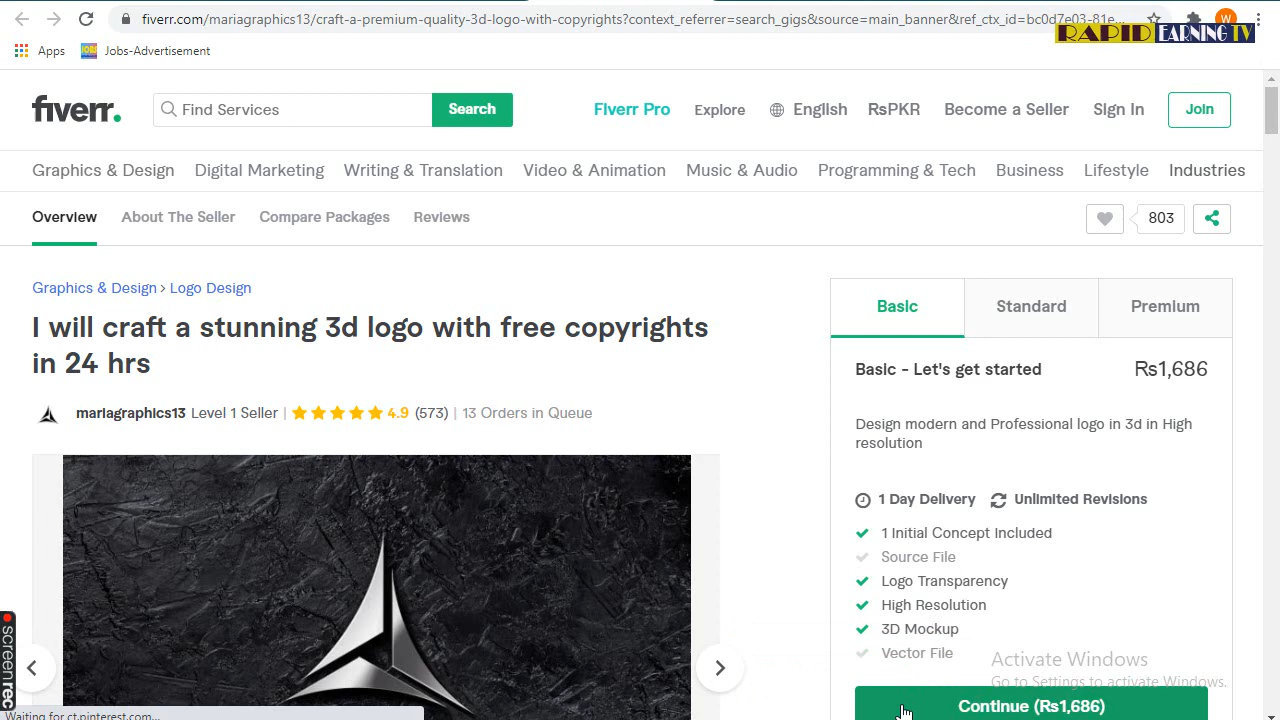 fiverr.com/mariagraphics13/craft-a-premium-quality-3d-logo-with-copyrights?context_referrer=search_gigs&source=main_banner&ref_ctx_id=bc0d7e03-81e...
W
RAPID EARNING TV
Apps
JOBS
Jobs-Advertisement
fiverr.
Find Services
Search
Fiverr Pro
Explore
English
RsPKR
Become a Seller
Sign In
Join
Graphics & Design
Digital Marketing
Writing & Translation
Video & Animation
Music & Audio
Programming & Tech
Business
Lifestyle
Industries
Overview
About The Seller
Compare Packages
Reviews
803
Graphics & Design › Logo Design
I will craft a stunning 3d logo with free copyrights
in 24 hrs
mariagraphics13 Level 1 Seller | 4.9 (573) | 13 Orders in Queue
Basic
Standard
Premium
Basic - Let's get started
Rs1,686
Design modern and Professional logo in 3d in High
resolution
1 Day Delivery
Unlimited Revisions
1 Initial Concept Included
Source File
Logo Transparency
High Resolution
3D Mockup
Vector File
Activate Windows
Go to Settings to activate Windows.
Continue (Rs1,686)
screenrec
Waiting for ct.pinterest.com...